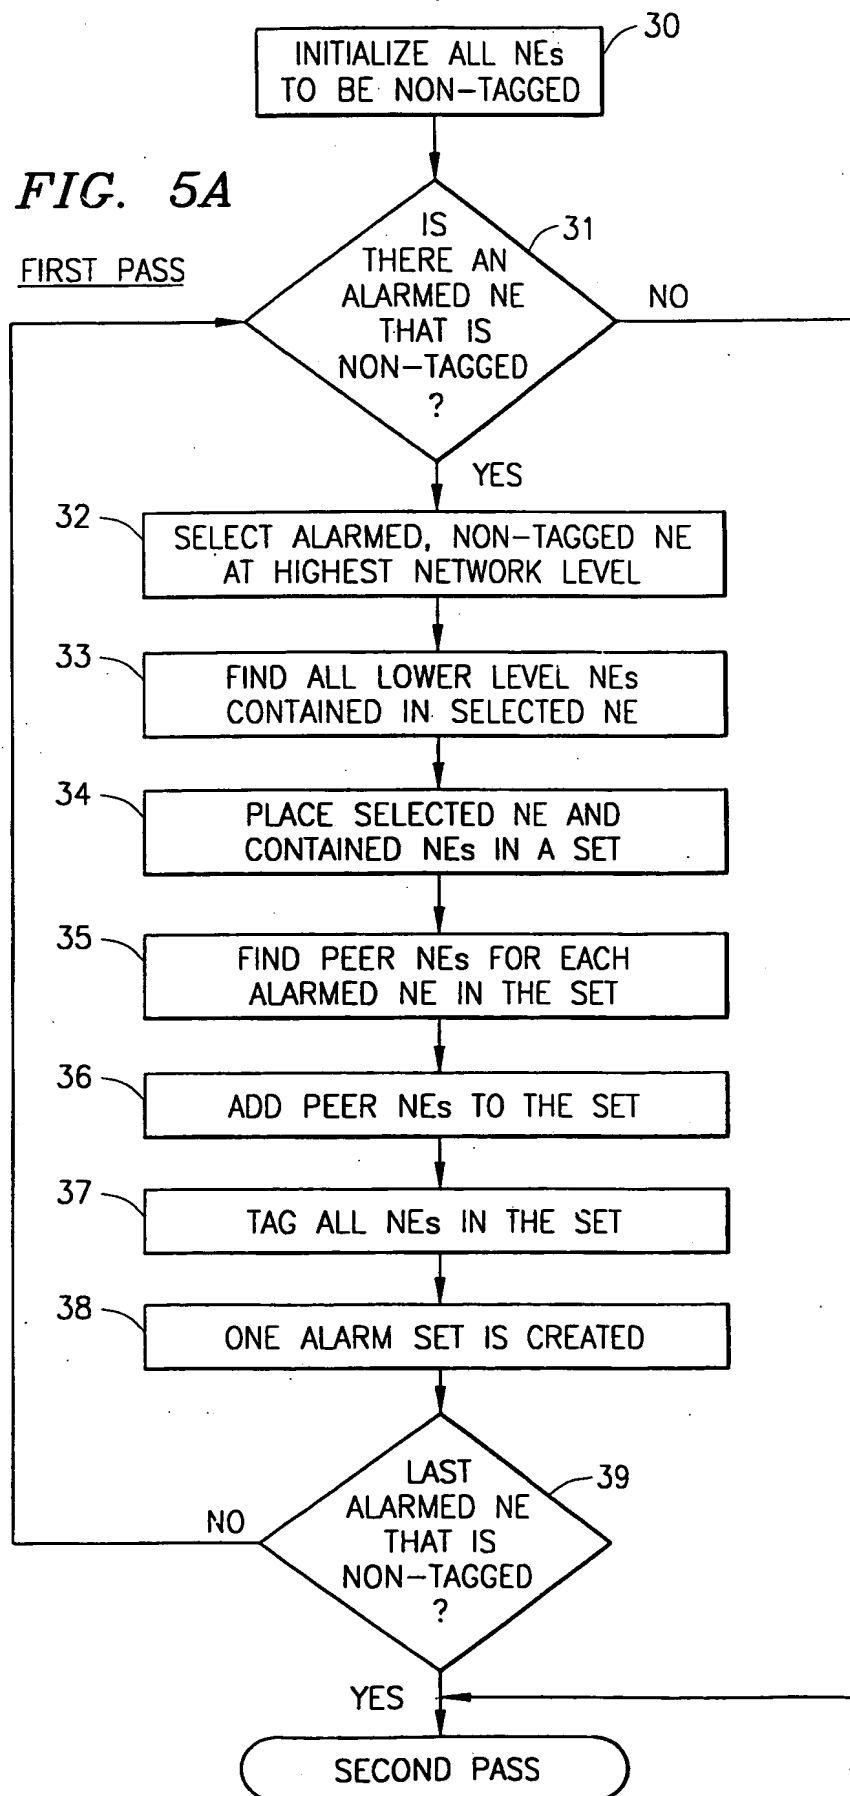 INITIALIZE ALL NEs
TO BE NON-TAGGED
30
FIG. 5A
FIRST PASS
IS
THERE AN
ALARMED NE
THAT IS
NON-TAGGED
?
31
NO
YES
32
SELECT ALARMED, NON-TAGGED NE
AT HIGHEST NETWORK LEVEL
33
FIND ALL LOWER LEVEL NEs
CONTAINED IN SELECTED NE
34
PLACE SELECTED NE AND
CONTAINED NEs IN A SET
35
FIND PEER NEs FOR EACH
ALARMED NE IN THE SET
36
ADD PEER NEs TO THE SET
37
TAG ALL NEs IN THE SET
38
ONE ALARM SET IS CREATED
LAST
ALARMED NE
THAT IS
NON-TAGGED
?
39
NO
YES
SECOND PASS